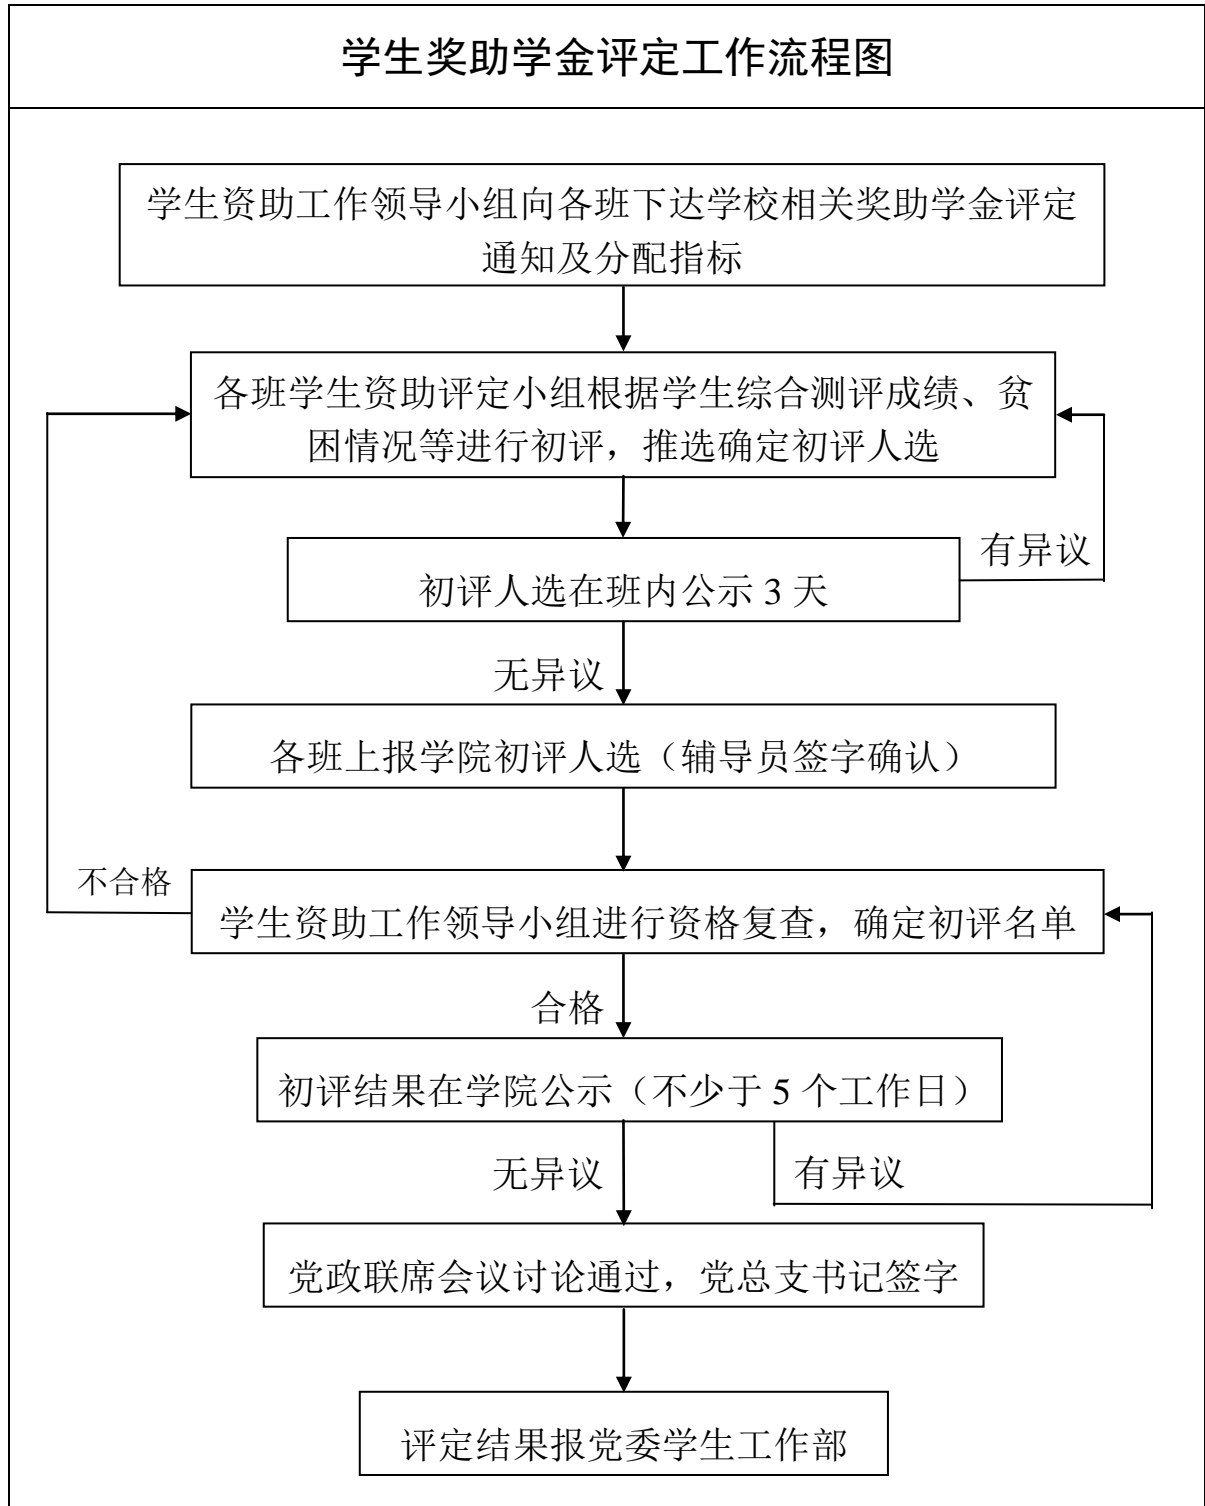 学生奖助学金评定工作流程图
学生资助工作领导小组向各班下达学校相关奖助学金评定
通知及分配指标
各班学生资助评定小组根据学生综合测评成绩、贫
困情况等进行初评，推选确定初评人选
有异议
初评人选在班内公示 3 天
无异议
各班上报学院初评人选（辅导员签字确认）
不合格
学生资助工作领导小组进行资格复查，确定初评名单
合格
初评结果在学院公示（不少于 5 个工作日）
无异议
有异议
党政联席会议讨论通过，党总支书记签字
评定结果报党委学生工作部